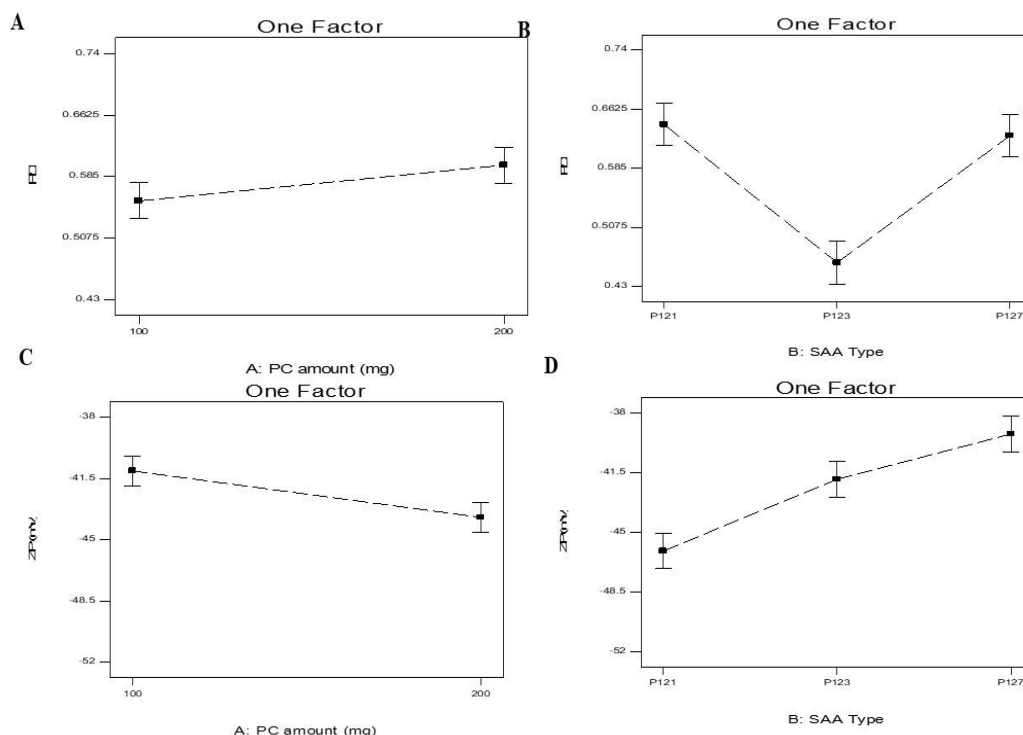 A
One Factor
0.74
0.6625
0.585
0.5075
0.43
PDI
100
200
A: PC amount (mg)
B
One Factor
0.74
0.6625
0.585
0.5075
0.43
PDI
P121
P123
P127
B: SAA Type
C
One Factor
-38
-41.5
-45
-48.5
-52
ZP(mV)
100
200
A: PC amount (mg)
D
One Factor
-38
-41.5
-45
-48.5
-52
ZP(mV)
P121
P123
P127
B: SAA Type